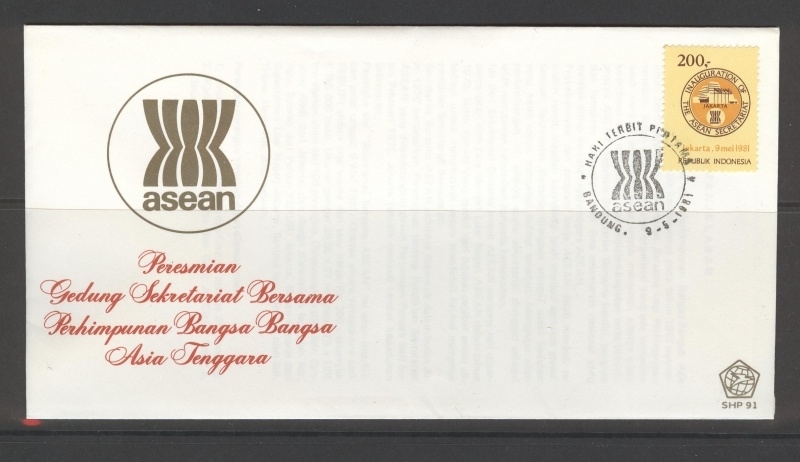 asean
Peresmian
Gedung Sekretariat Bersama
Perhimpunan Bangsa Bangsa
Asia Tenggara
200,-
INAUGURATION OF
THE ASEAN SECRETARIAT
JAKARTA
Jakarta, 9 mei 1981
REPUBLIK INDONESIA
* HARI TERBIT PERTAMA *
asean
BANDUNG. 9-5-1981
SHP 91